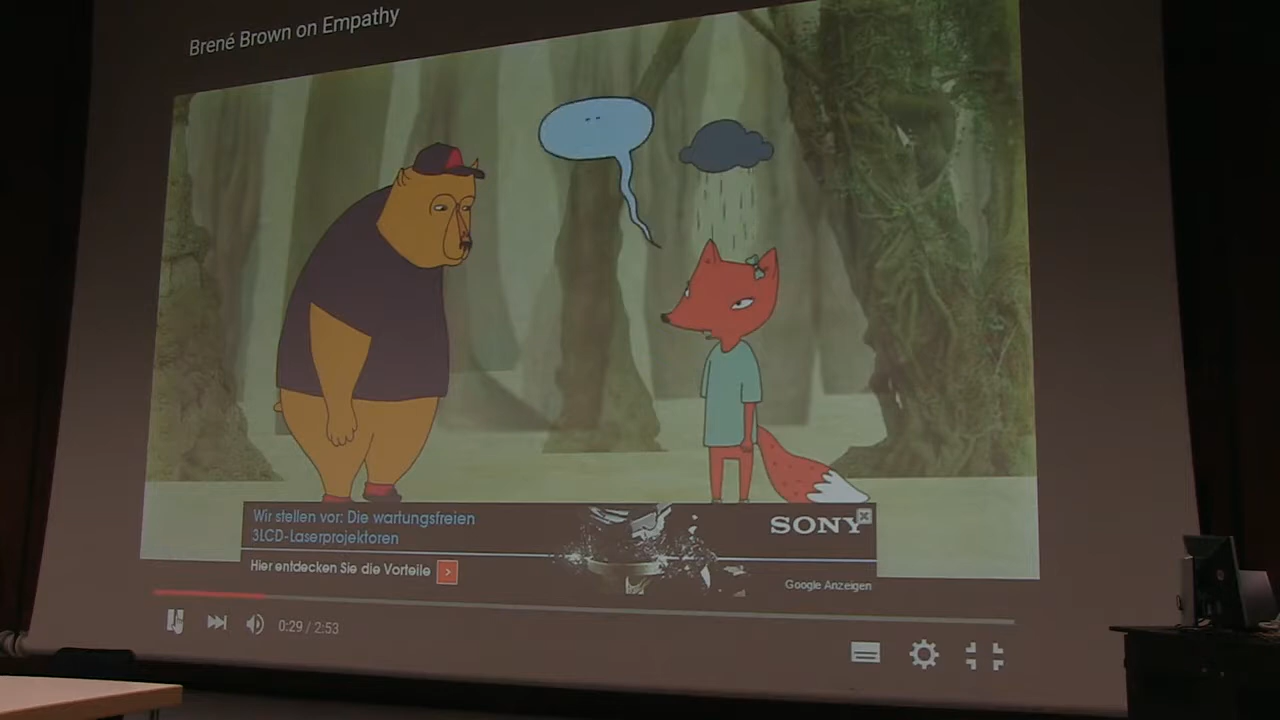 Brené Brown on Empathy
Wir stellen vor: Die wartungsfreien
3LCD-Laserprojektoren
SONY
Hier entdecken Sie die Vorteile
Google Anzeigen
0:29 / 2:53